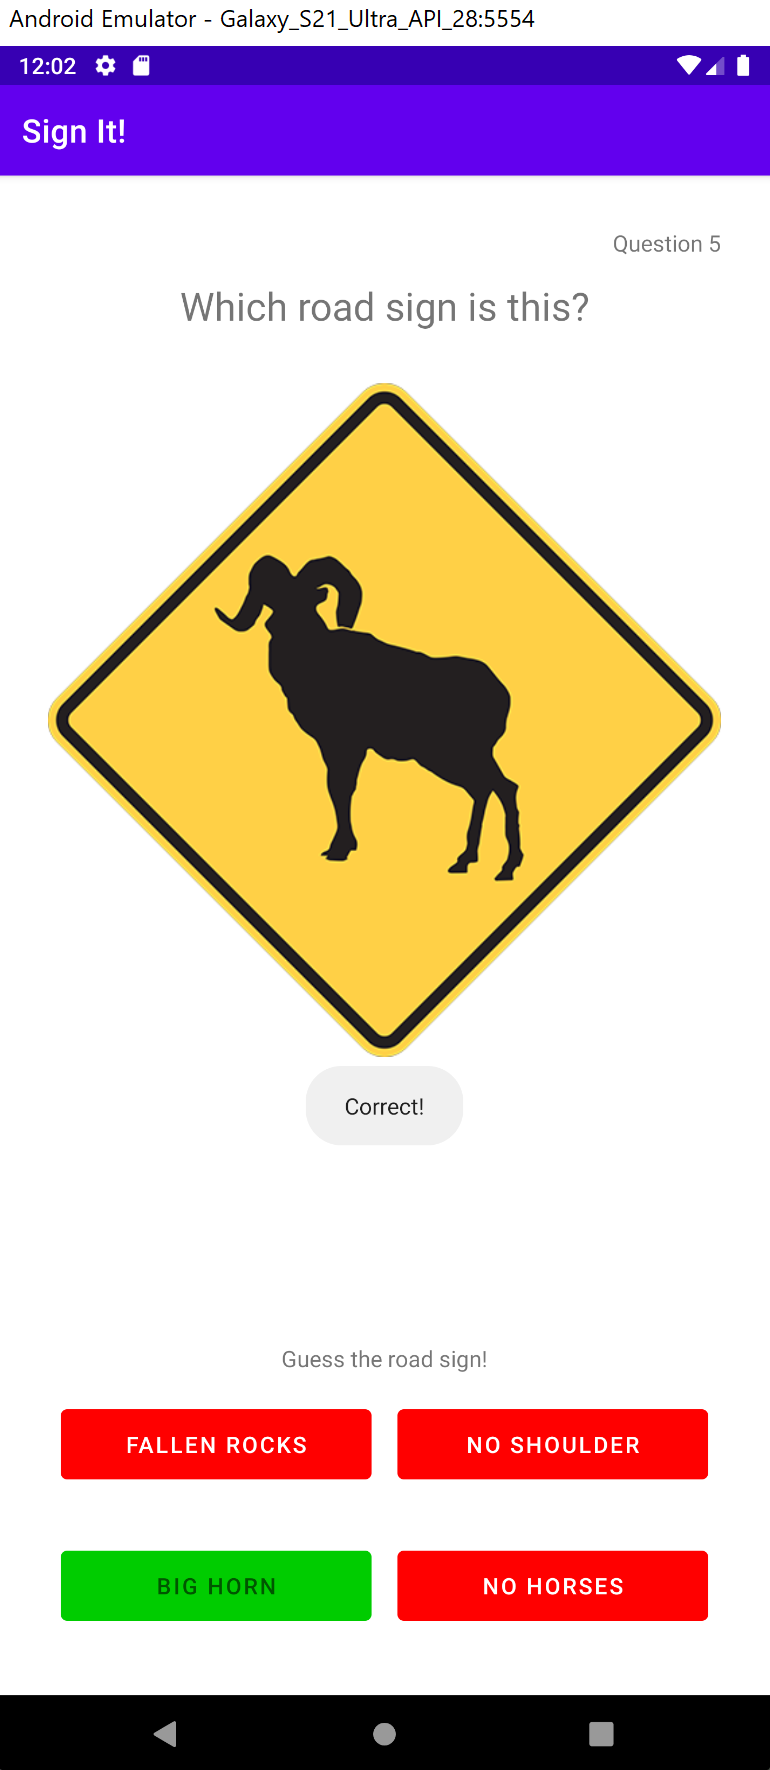 Android Emulator - Galaxy_S21_Ultra_API_28:5554
12:02
Sign It!
Question 5
Which road sign is this?
Correct!
Guess the road sign!
FALLEN ROCKS
NO SHOULDER
BIG HORN
NO HORSES